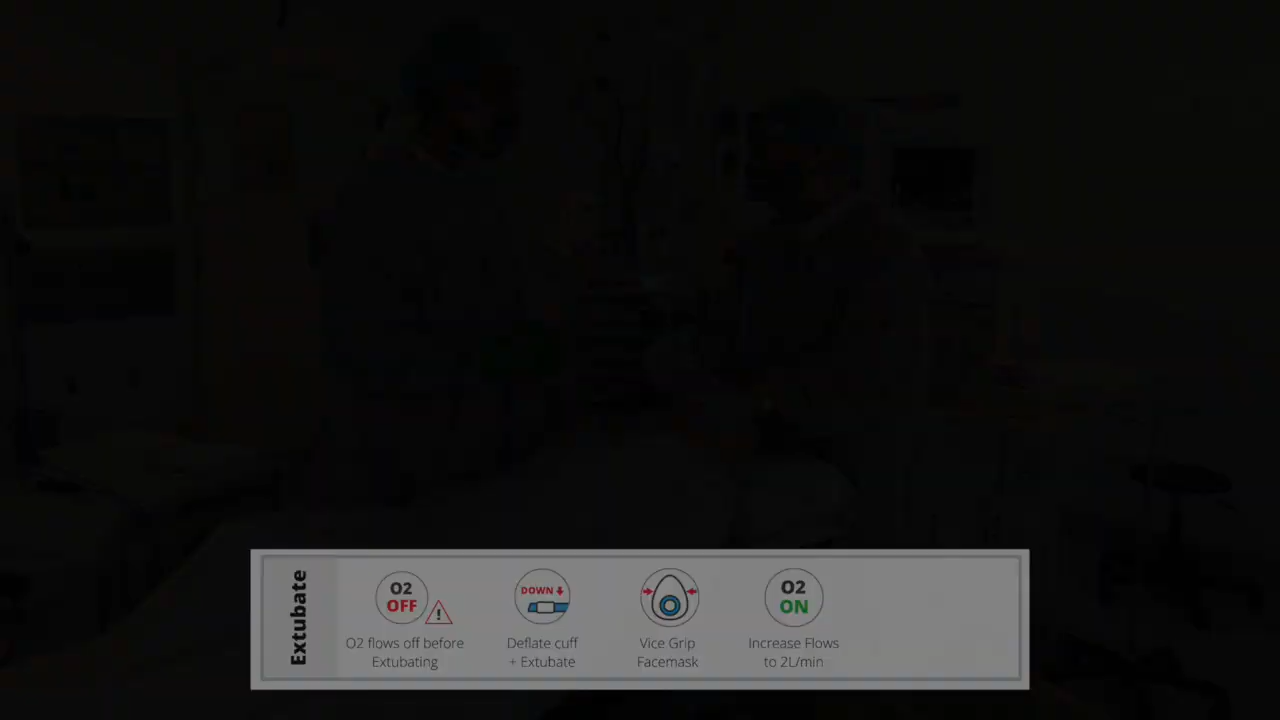 Extubate
O2
OFF
!
O2 flows off before
Extubating
DOWN
Deflate cuff
+ Extubate
Vice Grip
Facemask
O2
ON
Increase Flows
to 2L/min